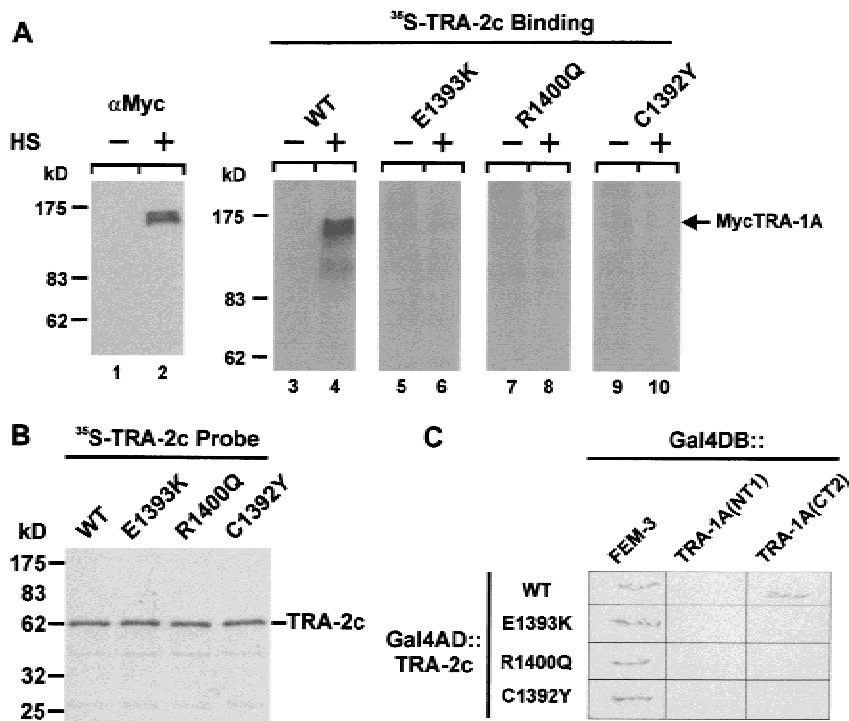 A
³⁵S-TRA-2c Binding
αMyc
WT
E1393K
R1400Q
C1392Y
HS − + − + − + − + − +
kD
175
83
62
1 2
kD
175
83
62
3 4 5 6 7 8 9 10
MycTRA-1A
B
³⁵S-TRA-2c Probe
WT
E1393K
R1400Q
C1392Y
kD
175
83
62
32
25
TRA-2c
C
Gal4DB::
FEM-3
TRA-1A(NT1)
TRA-1A(CT2)
Gal4AD::
TRA-2c
WT
E1393K
R1400Q
C1392Y